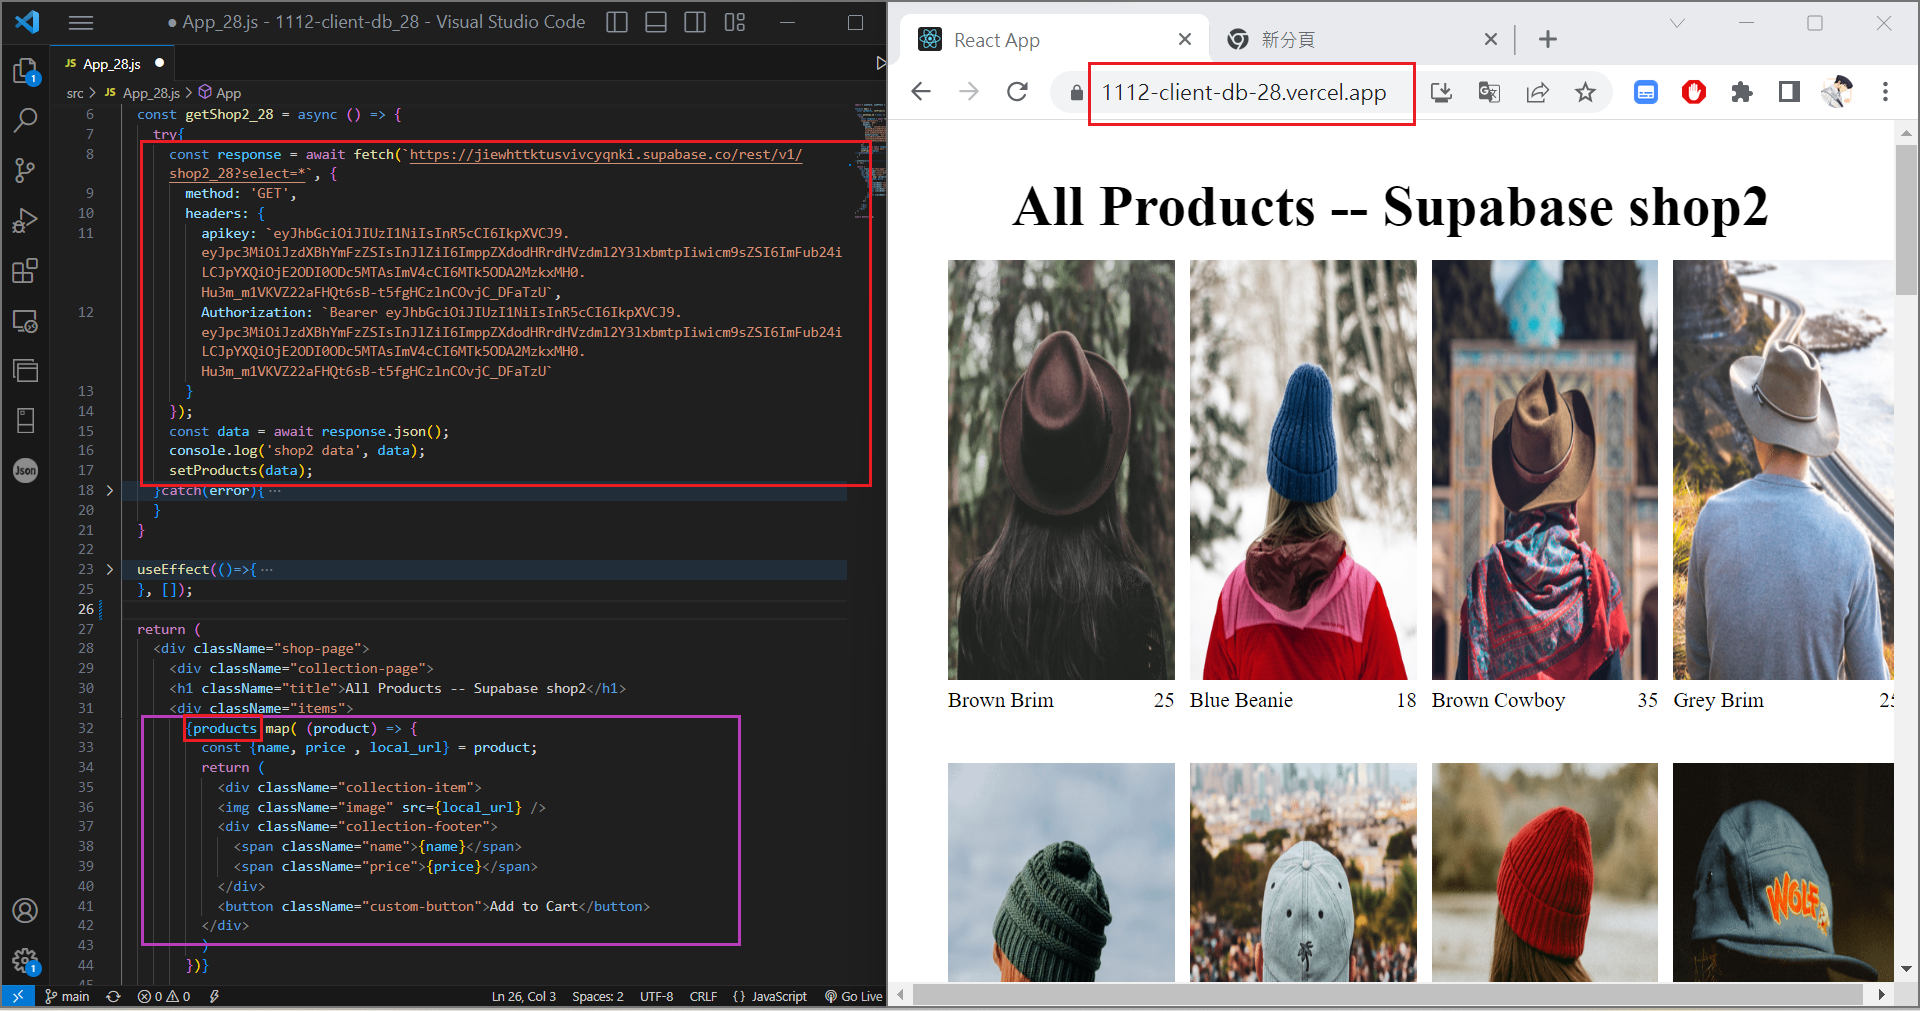 App_28.js - 1112-client-db_28 - Visual Studio Code
JS App_28.js
src > JS App_28.js > App
6 const getShop2_28 = async () => {
7 try{
8 const response = await fetch(`https://jiewhttktusvivcyqnki.supabase.co/rest/v1/
shop2_28?select=*`, {
9 method: 'GET',
10 headers: {
11 apikey: `eyJhbGciOiJIUzI1NiIsInR5cCI6IkpXVCJ9.
eyJpc3MiOiJzdXBhYmFzZSIsInJlZiI6ImppZXdodHRrdHVzdml2Y3lxbmtpIiwicm9sZSI6ImFub24i
LCJpYXQiOjE2ODI0ODc5MTAsImV4cCI6MTk5ODA2MzkxMH0.
Hu3m_m1VKVZ22aFHQt6sB-t5fgHCzlnCOvjC_DFaTzU`,
12 Authorization: `Bearer eyJhbGciOiJIUzI1NiIsInR5cCI6IkpXVCJ9.
eyJpc3MiOiJzdXBhYmFzZSIsInJlZiI6ImppZXdodHRrdHVzdml2Y3lxbmtpIiwicm9sZSI6ImFub24i
LCJpYXQiOjE2ODI0ODc5MTAsImV4cCI6MTk5ODA2MzkxMH0.
Hu3m_m1VKVZ22aFHQt6sB-t5fgHCzlnCOvjC_DFaTzU`
13 }
14 });
15 const data = await response.json();
16 console.log('shop2 data', data);
17 setProducts(data);
18 }catch(error){ ···
20 }
21 }
22
23 useEffect(()=>{ ···
25 }, []);
26
27 return (
28 <div className="shop-page">
29 <div className="collection-page">
30 <h1 className="title">All Products -- Supabase shop2</h1>
31 <div className="items">
32 {products.map( (product) => {
33 const {name, price , local_url} = product;
34 return (
35 <div className="collection-item">
36 <img className="image" src={local_url} />
37 <div className="collection-footer">
38 <span className="name">{name}</span>
39 <span className="price">{price}</span>
40 </div>
41 <button className="custom-button">Add to Cart</button>
42 </div>
43 )
44 })}
Json
1
1
main 0 0 Ln 26, Col 3 Spaces: 2 UTF-8 CRLF {} JavaScript Go Live
React App
新分頁
1112-client-db-28.vercel.app
All Products -- Supabase shop2
Brown Brim 25
Blue Beanie 18
Brown Cowboy 35
Grey Brim 25
WOLF